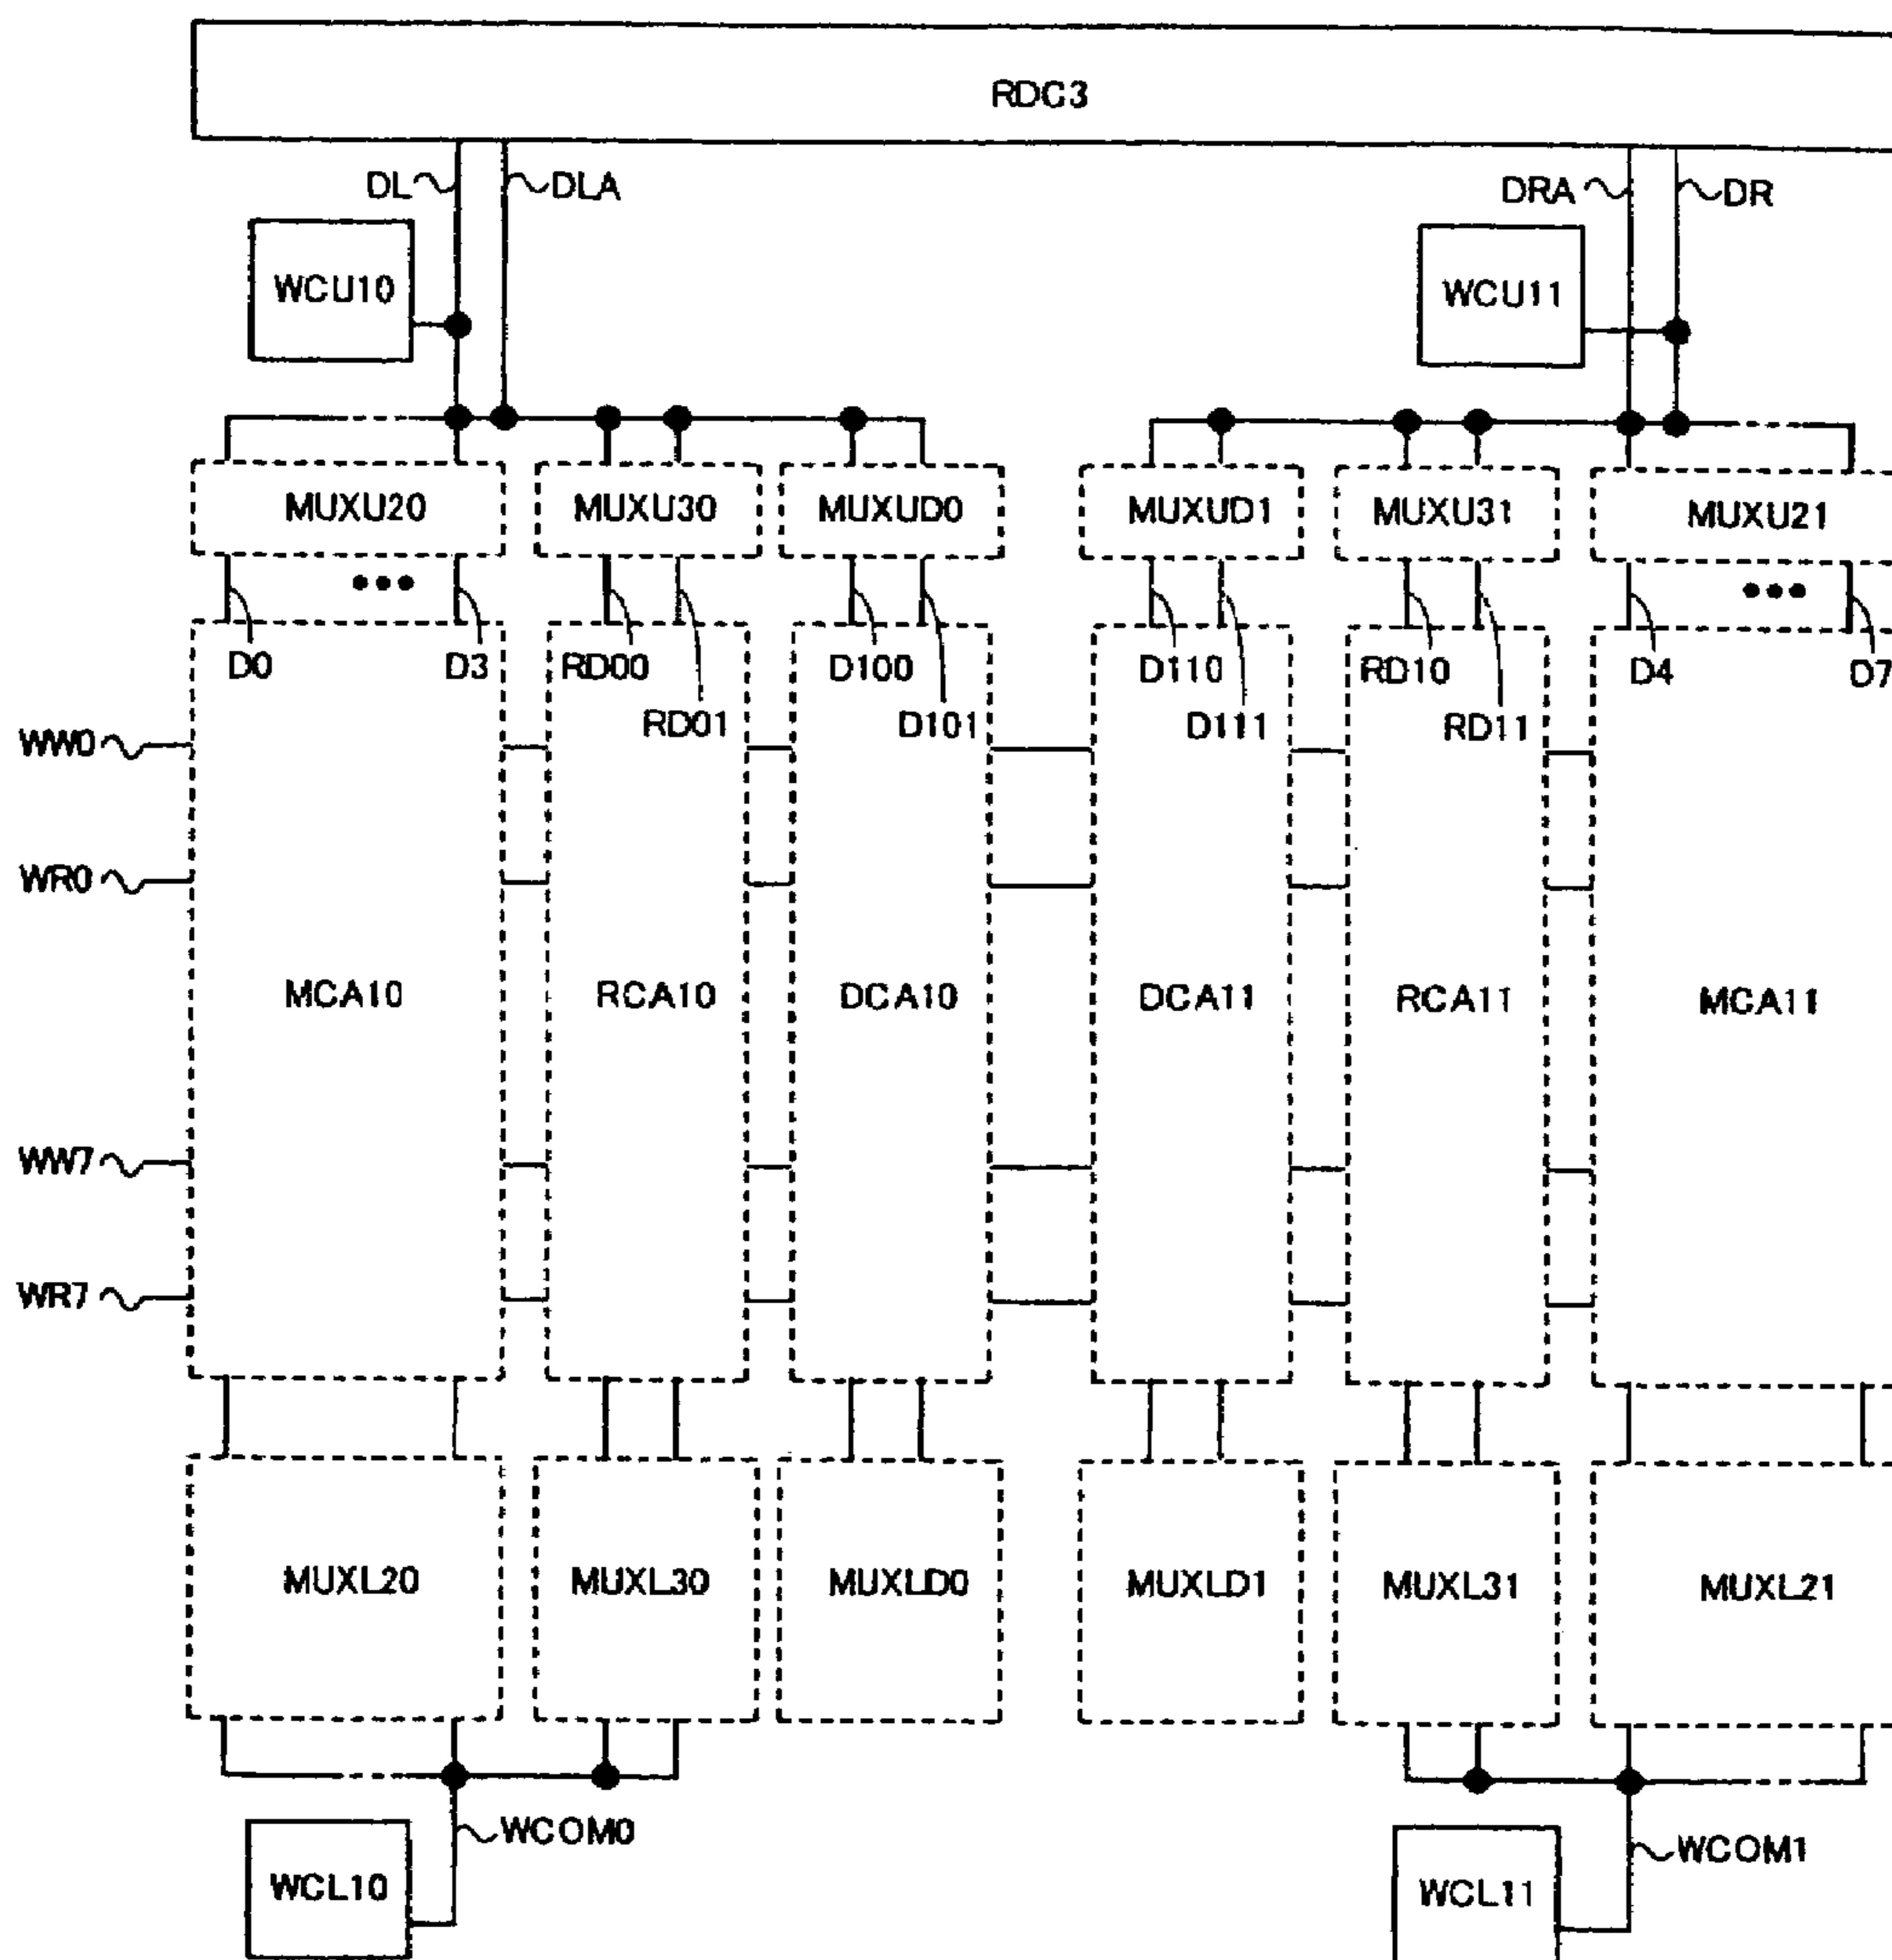 RDC3
DL DLA DRA DR
WCU10 WCU11
MUXU20 MUXU30 MUXUD0 MUXUD1 MUXU31 MUXU21
D0 D3 RD00 D100 D110 RD10 D4 D7
RD01 D101 D111 RD11
WW0
WR0
MCA10 RCA10 DCA10 DCA11 RCA11 MCA11
WW7
WR7
MUXL20 MUXL30 MUXLD0 MUXLD1 MUXL31 MUXL21
WCOM0 WCOM1
WCL10 WCL11